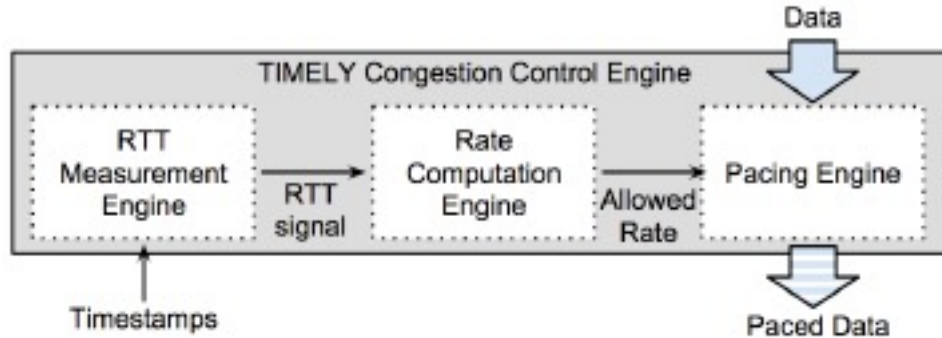 Data
TIMELY Congestion Control Engine
RTT
Measurement
Engine
RTT
signal
Rate
Computation
Engine
Allowed
Rate
Pacing Engine
Timestamps
Paced Data